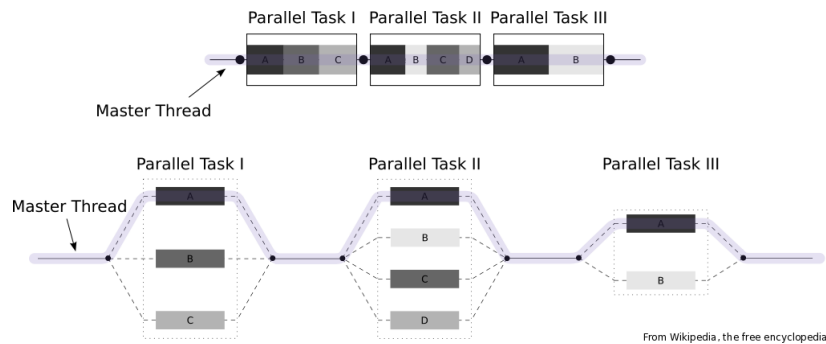 Parallel Task I Parallel Task II Parallel Task III
A B C A B C D A B
Master Thread
Parallel Task I Parallel Task II Parallel Task III
A A
Master Thread
A
B
B
C
B
C D
From Wikipedia, the free encyclopedia